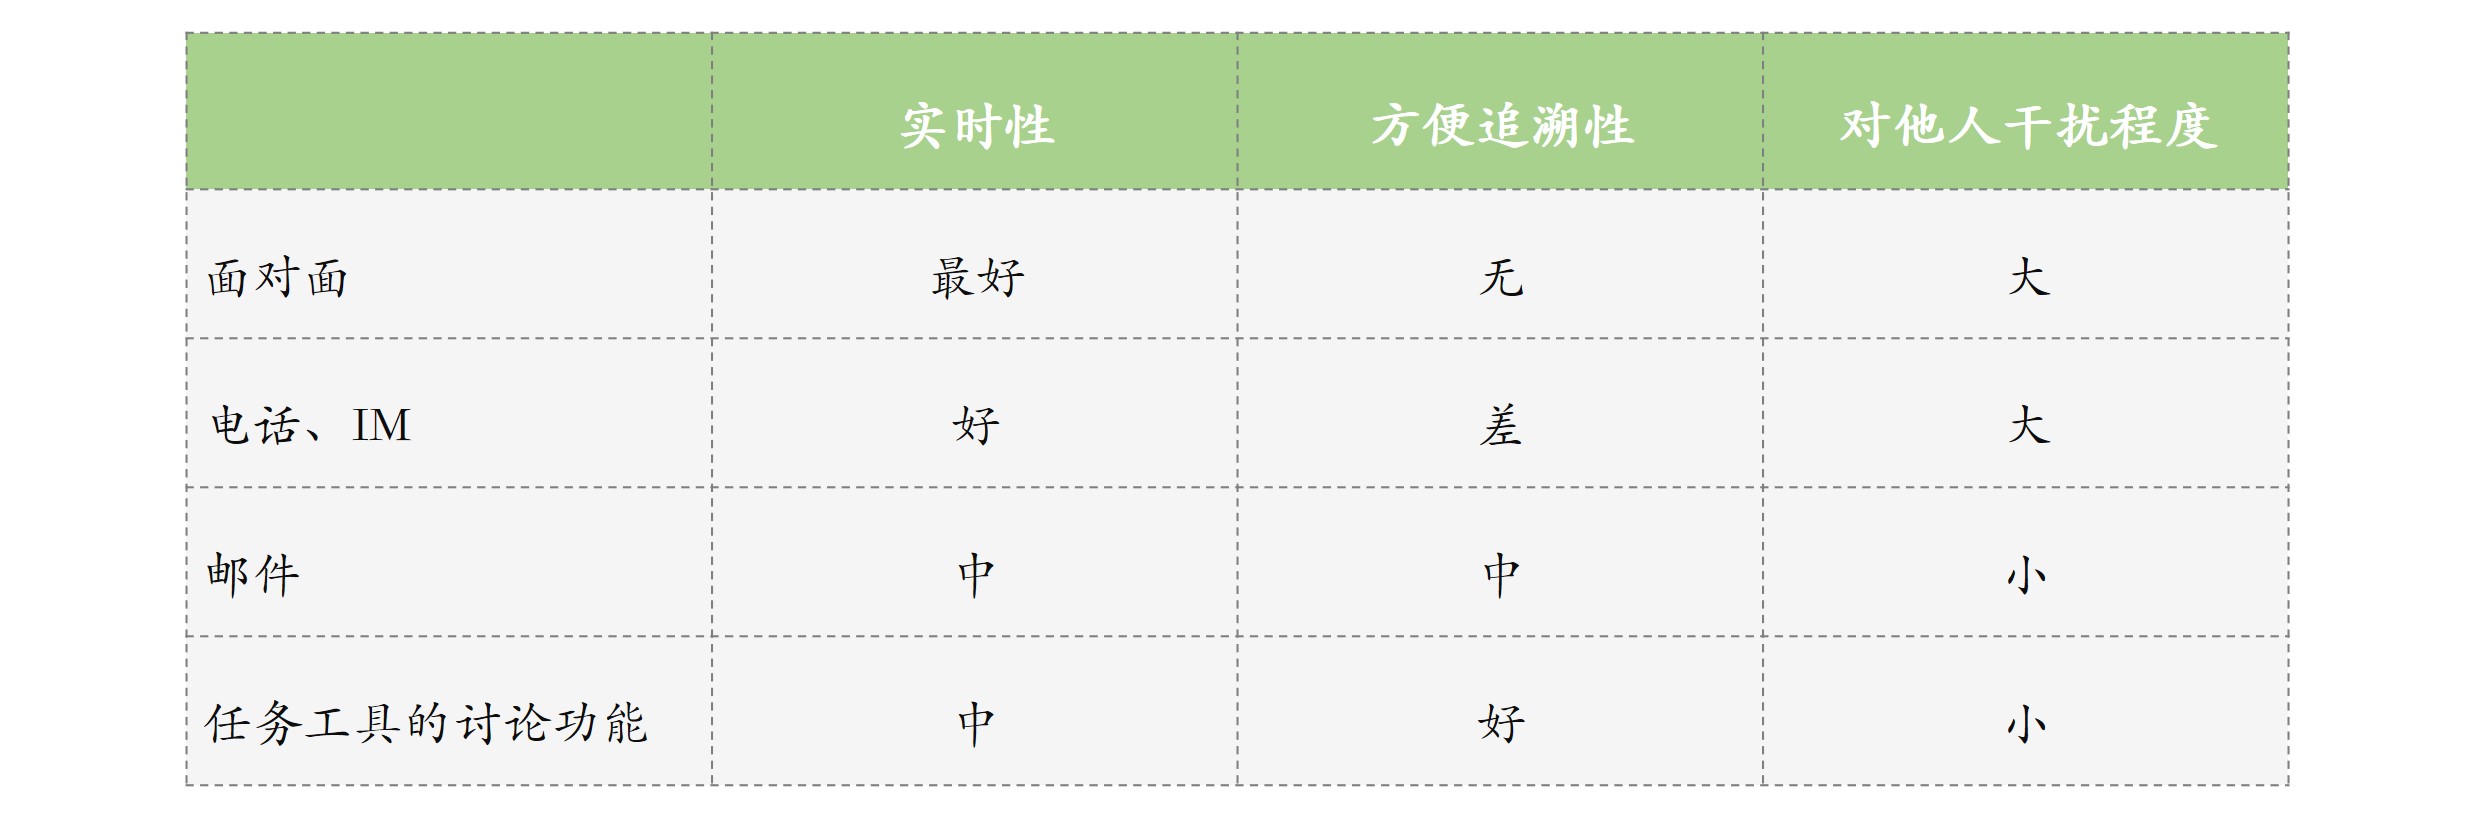 实时性 方便追溯性 对他人干扰程度
面对面 最好 无 大
电话、IM 好 差 大
邮件 中 中 小
任务工具的讨论功能 中 好 小